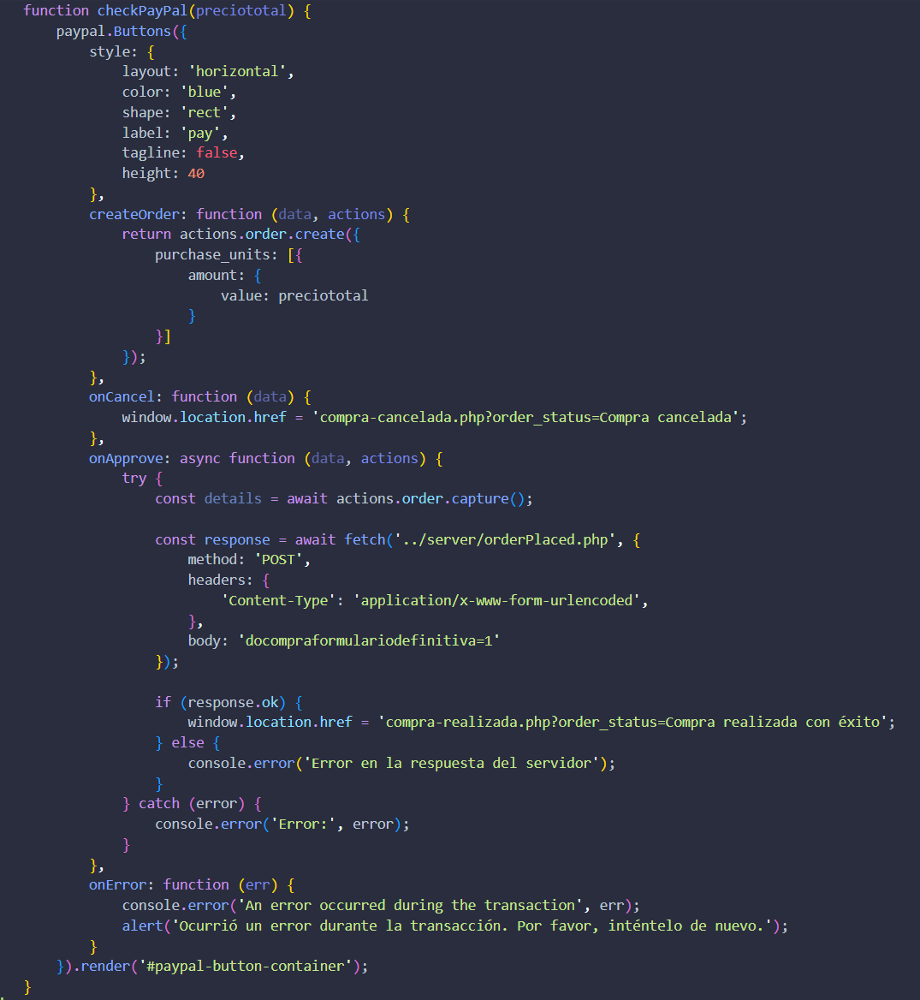 function checkPayPal(preciototal) {
    paypal.Buttons({
        style: {
            layout: 'horizontal',
            color: 'blue',
            shape: 'rect',
            label: 'pay',
            tagline: false,
            height: 40
        },
        createOrder: function (data, actions) {
            return actions.order.create({
                purchase_units: [{
                    amount: {
                        value: preciototal
                    }
                }]
            });
        },
        onCancel: function (data) {
            window.location.href = 'compra-cancelada.php?order_status=Compra cancelada';
        },
        onApprove: async function (data, actions) {
            try {
                const details = await actions.order.capture();

                const response = await fetch('../server/orderPlaced.php', {
                    method: 'POST',
                    headers: {
                        'Content-Type': 'application/x-www-form-urlencoded',
                    },
                    body: 'docompraformulariodefinitiva=1'
                });

                if (response.ok) {
                    window.location.href = 'compra-realizada.php?order_status=Compra realizada con éxito';
                } else {
                    console.error('Error en la respuesta del servidor');
                }
            } catch (error) {
                console.error('Error:', error);
            }
        },
        onError: function (err) {
            console.error('An error occurred during the transaction', err);
            alert('Ocurrió un error durante la transacción. Por favor, inténtelo de nuevo.');
        }
    }).render('#paypal-button-container');
}